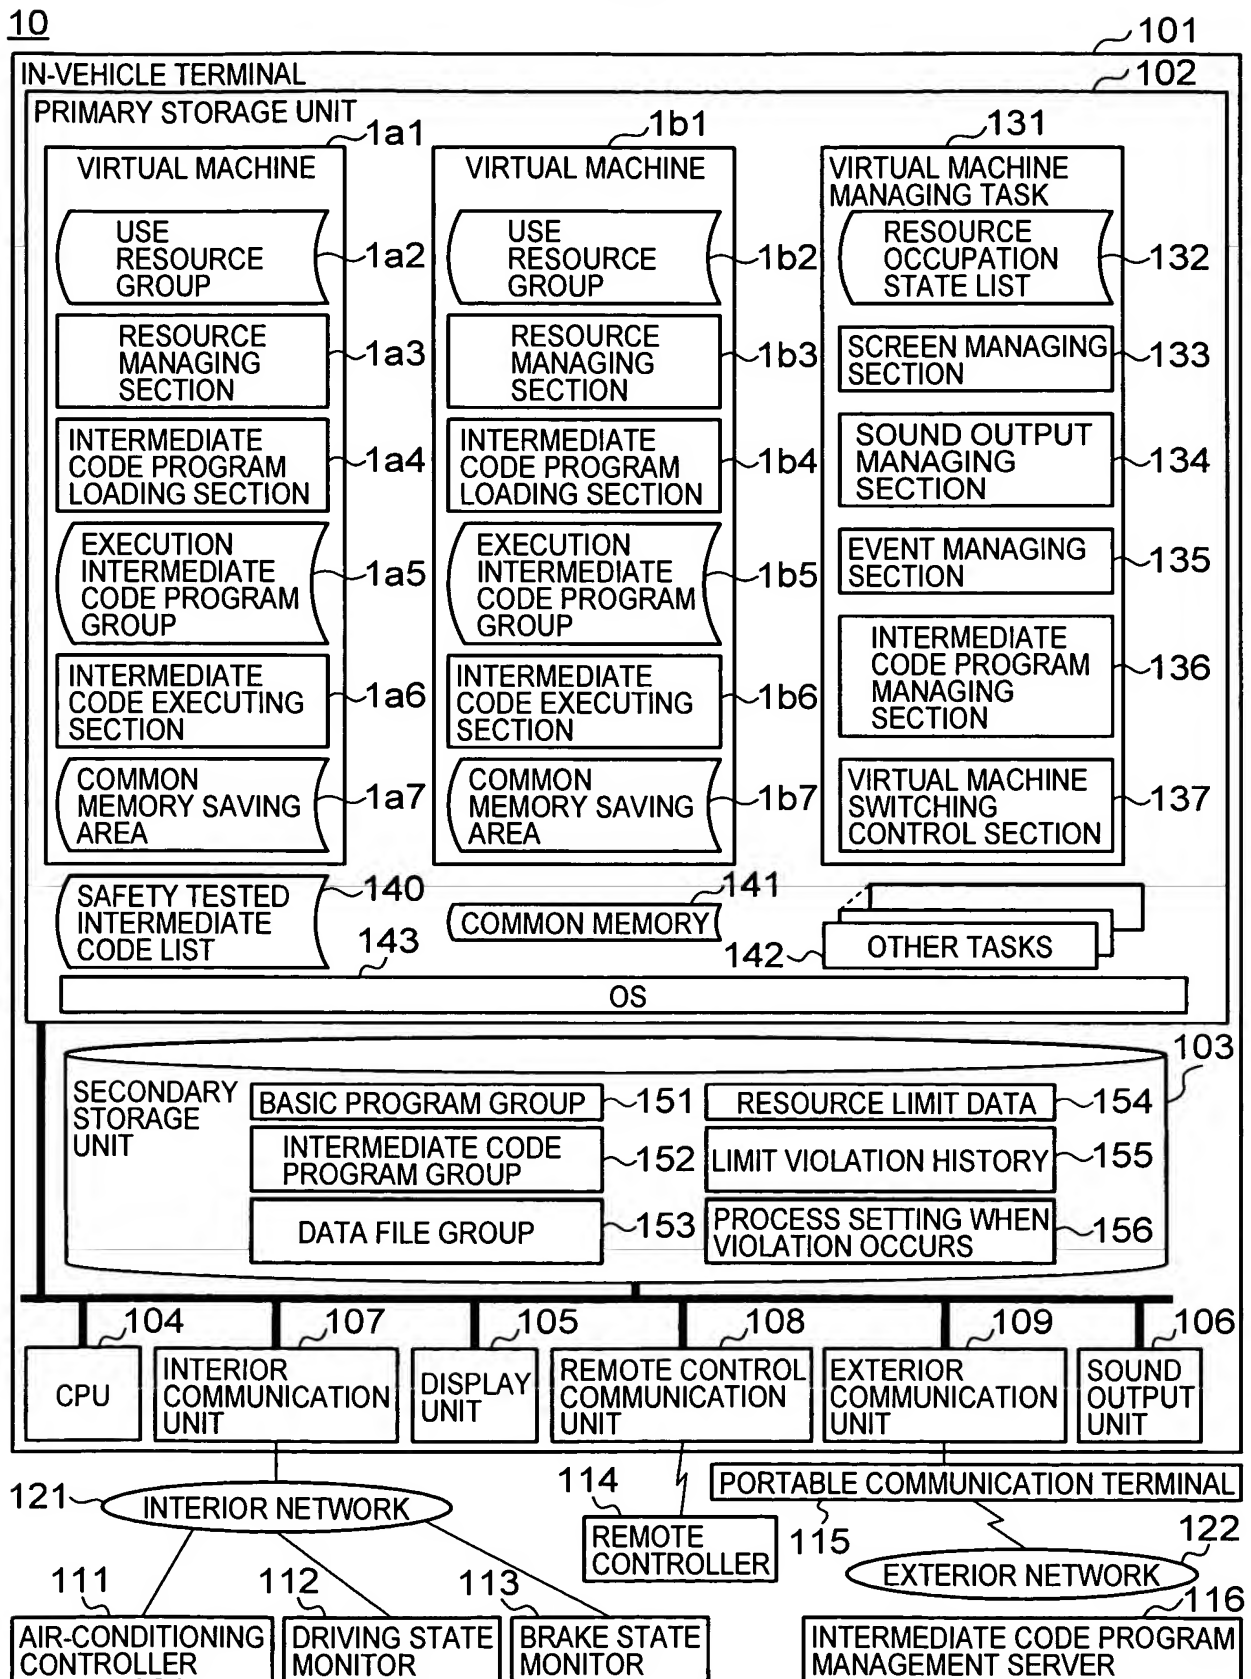 10
101
IN-VEHICLE TERMINAL
102
PRIMARY STORAGE UNIT
1a1
VIRTUAL MACHINE
USE
RESOURCE
GROUP
1a2
RESOURCE
MANAGING
SECTION
1a3
INTERMEDIATE
CODE PROGRAM
LOADING SECTION
1a4
EXECUTION
INTERMEDIATE
CODE PROGRAM
GROUP
1a5
INTERMEDIATE
CODE EXECUTING
SECTION
1a6
COMMON
MEMORY SAVING
AREA
1a7
1b1
VIRTUAL MACHINE
USE
RESOURCE
GROUP
1b2
RESOURCE
MANAGING
SECTION
1b3
INTERMEDIATE
CODE PROGRAM
LOADING SECTION
1b4
EXECUTION
INTERMEDIATE
CODE PROGRAM
GROUP
1b5
INTERMEDIATE
CODE EXECUTING
SECTION
1b6
COMMON
MEMORY SAVING
AREA
1b7
131
VIRTUAL MACHINE
MANAGING TASK
RESOURCE
OCCUPATION
STATE LIST
132
SCREEN MANAGING
SECTION
133
SOUND OUTPUT
MANAGING
SECTION
134
EVENT MANAGING
SECTION
135
INTERMEDIATE
CODE PROGRAM
MANAGING
SECTION
136
VIRTUAL MACHINE
SWITCHING
CONTROL SECTION
137
SAFETY TESTED
INTERMEDIATE
CODE LIST
140
141
COMMON MEMORY
142
OTHER TASKS
143
OS
103
SECONDARY
STORAGE
UNIT
BASIC PROGRAM GROUP
151
INTERMEDIATE CODE
PROGRAM GROUP
152
DATA FILE GROUP
153
RESOURCE LIMIT DATA
154
LIMIT VIOLATION HISTORY
155
PROCESS SETTING WHEN
VIOLATION OCCURS
156
104
CPU
107
INTERIOR
COMMUNICATION
UNIT
105
DISPLAY
UNIT
108
REMOTE CONTROL
COMMUNICATION
UNIT
109
EXTERIOR
COMMUNICATION
UNIT
106
SOUND
OUTPUT
UNIT
121
INTERIOR NETWORK
114
REMOTE
CONTROLLER
PORTABLE COMMUNICATION TERMINAL
115
122
EXTERIOR NETWORK
111
AIR-CONDITIONING
CONTROLLER
112
DRIVING STATE
MONITOR
113
BRAKE STATE
MONITOR
116
INTERMEDIATE CODE PROGRAM
MANAGEMENT SERVER